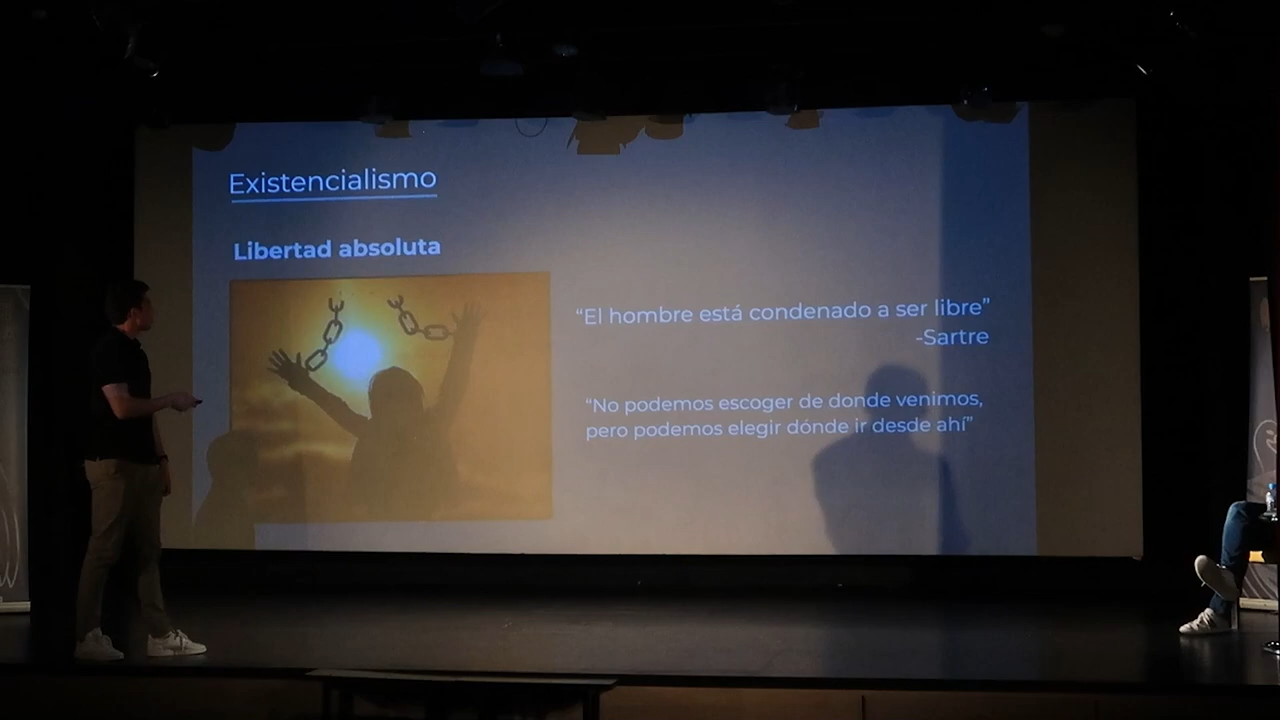 Existencialismo
Libertad absoluta
“El hombre está condenado a ser libre”
-Sartre
“No podemos escoger de donde venimos,
pero podemos elegir dónde ir desde ahí”